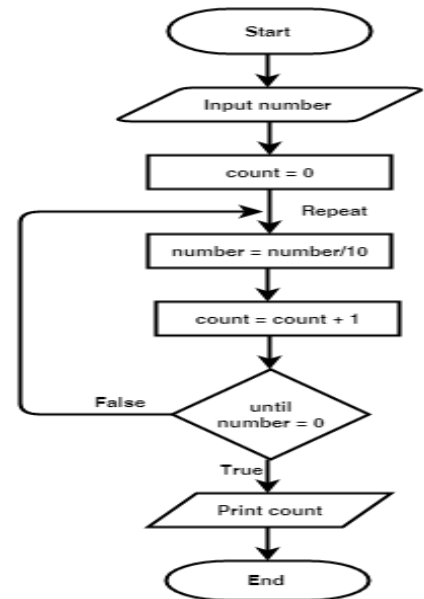 Start
Input number
count = 0
Repeat
number = number/10
count = count + 1
False
until
number = 0
True
Print count
End